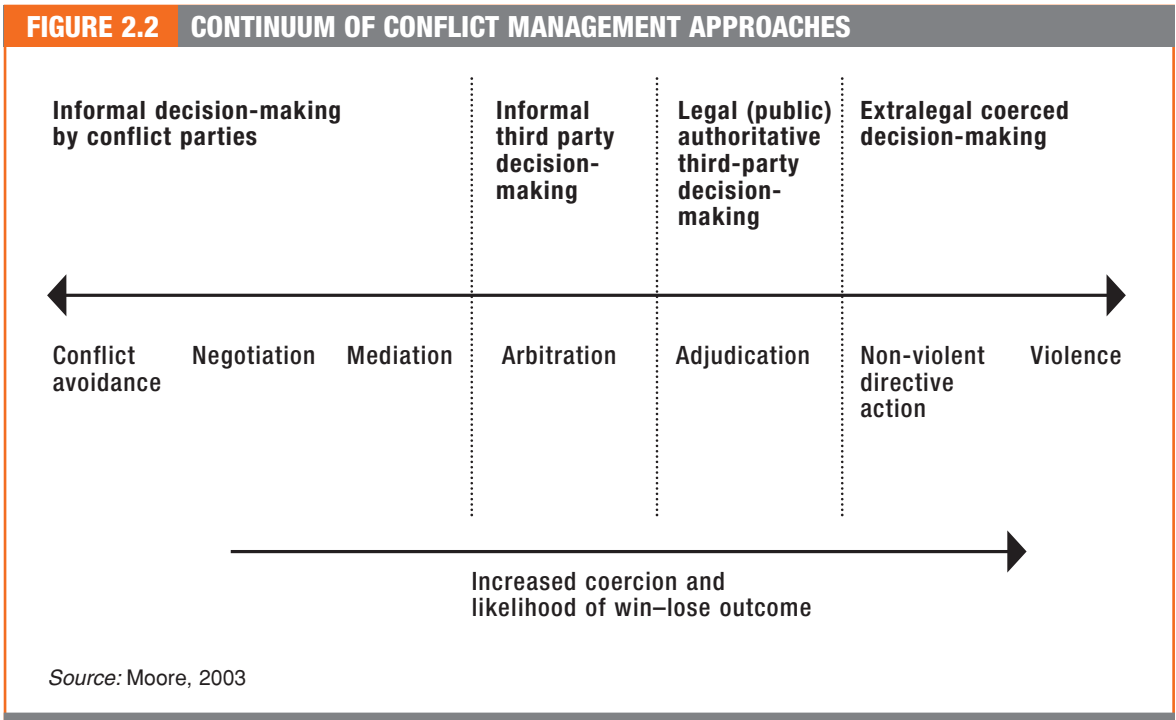 FIGURE 2.2 CONTINUUM OF CONFLICT MANAGEMENT APPROACHES
Informal decision-making
by conflict parties
Informal
third party
decision-
making
Legal (public)
authoritative
third-party
decision-
making
Extralegal coerced
decision-making
Conflict
avoidance
Negotiation
Mediation
Arbitration
Adjudication
Non-violent
directive
action
Violence
Increased coercion and
likelihood of win–lose outcome
Source: Moore, 2003